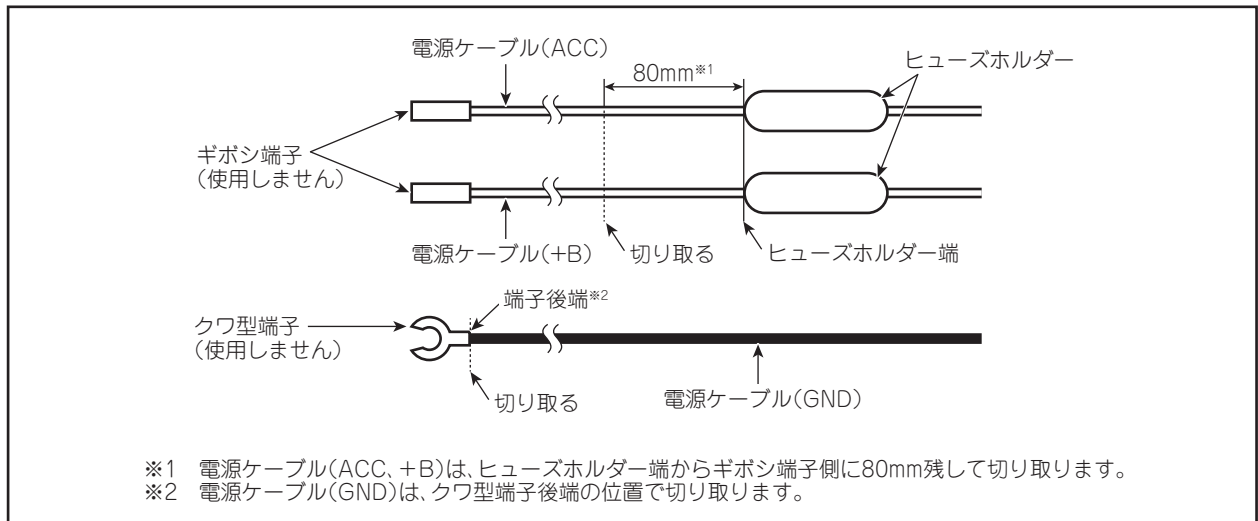 電源ケーブル(ACC)
80mm※1
ヒューズホルダー
ギボシ端子
(使用しません)
電源ケーブル(+B)
切り取る
ヒューズホルダー端
端子後端※2
クワ型端子
(使用しません)
切り取る
電源ケーブル(GND)
※1 電源ケーブル(ACC、+B)は、ヒューズホルダー端からギボシ端子側に80mm残して切り取ります。
※2 電源ケーブル(GND)は、クワ型端子後端の位置で切り取ります。